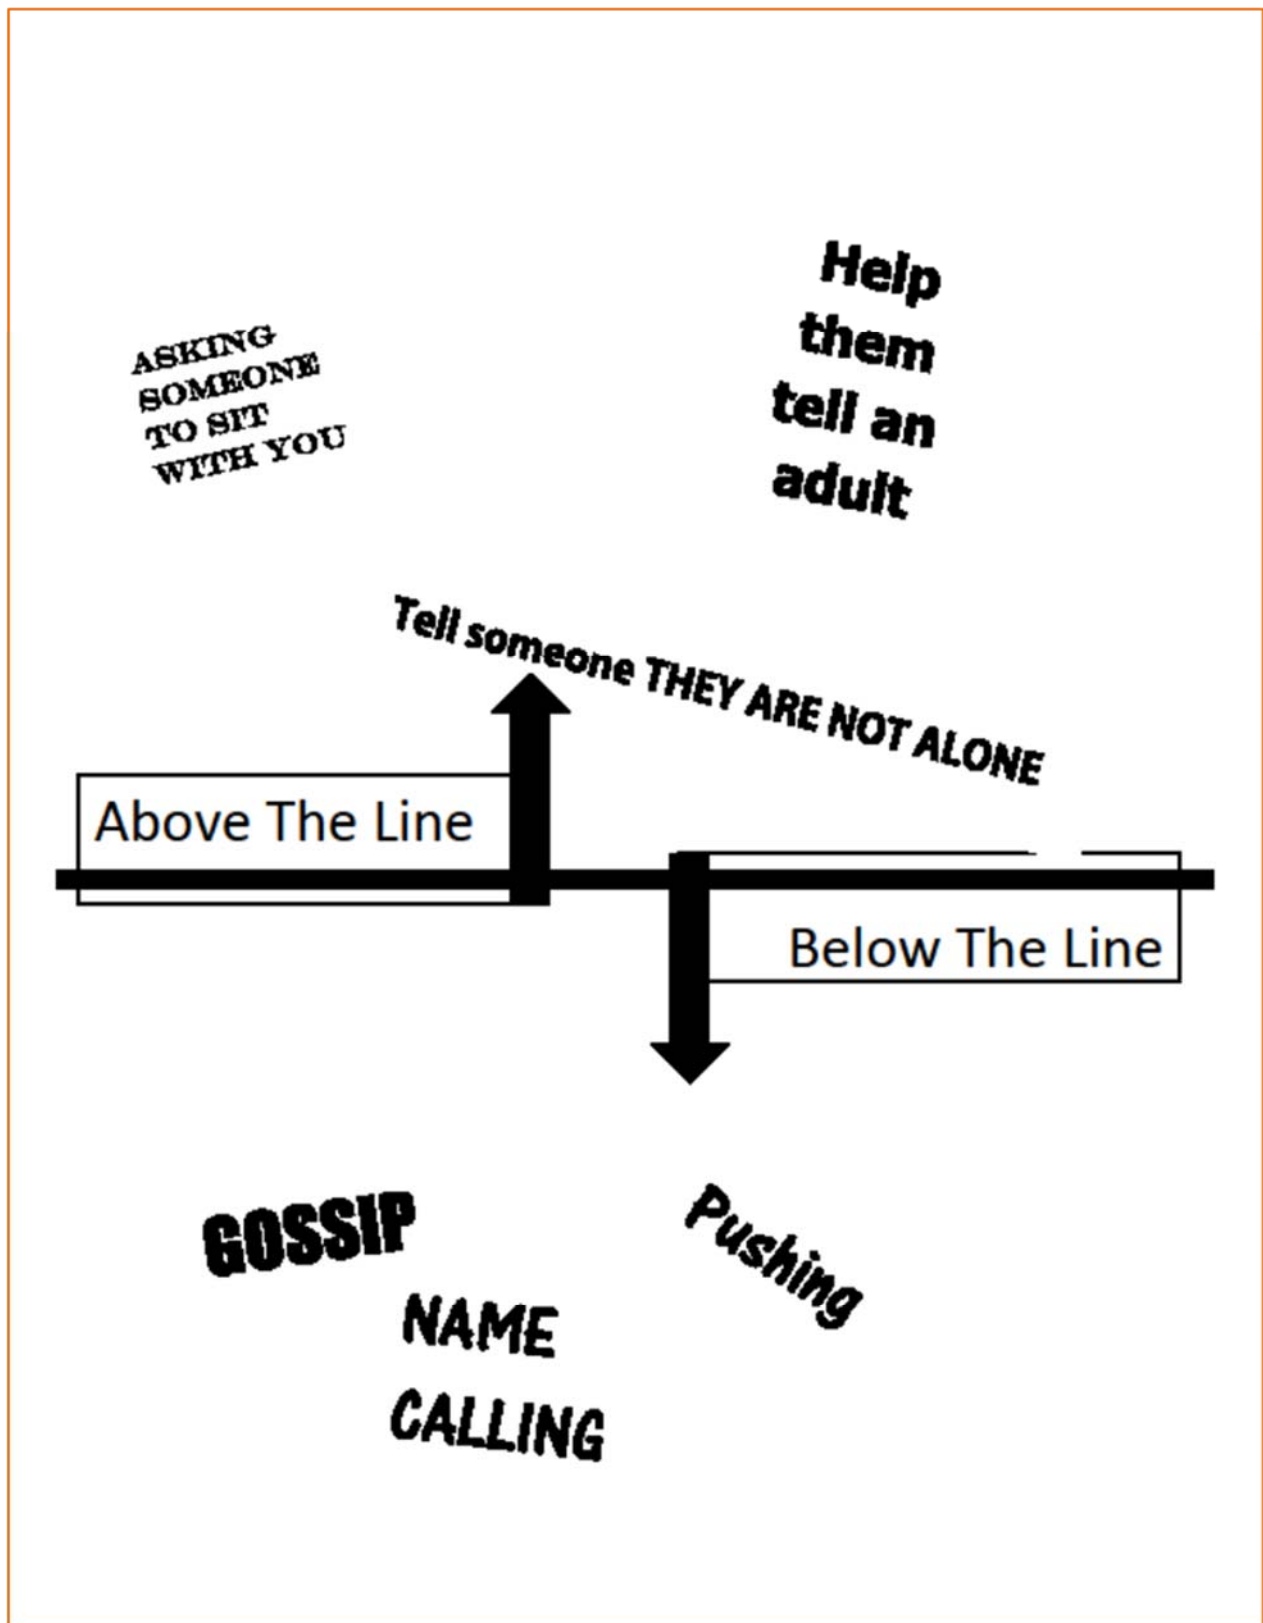 ASKING
SOMEONE
TO SIT
WITH YOU
Help
them
tell an
adult
Tell someone THEY ARE NOT ALONE
Above The Line
Below The Line
GOSSIP
Pushing
NAME
CALLING